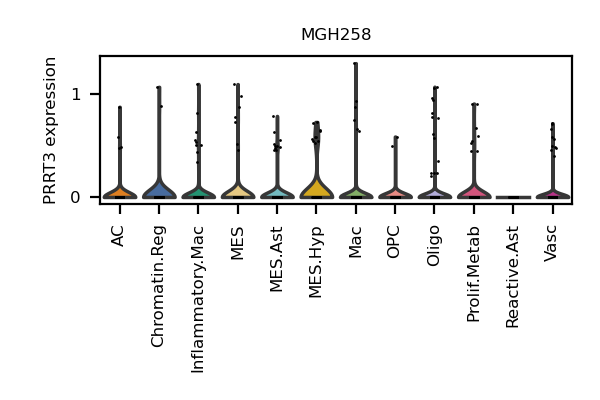 MGH258
PRRT3 expression
1
0
AC
Chromatin.Reg
Inflammatory.Mac
MES
MES.Ast
MES.Hyp
Mac
OPC
Oligo
Prolif.Metab
Reactive.Ast
Vasc